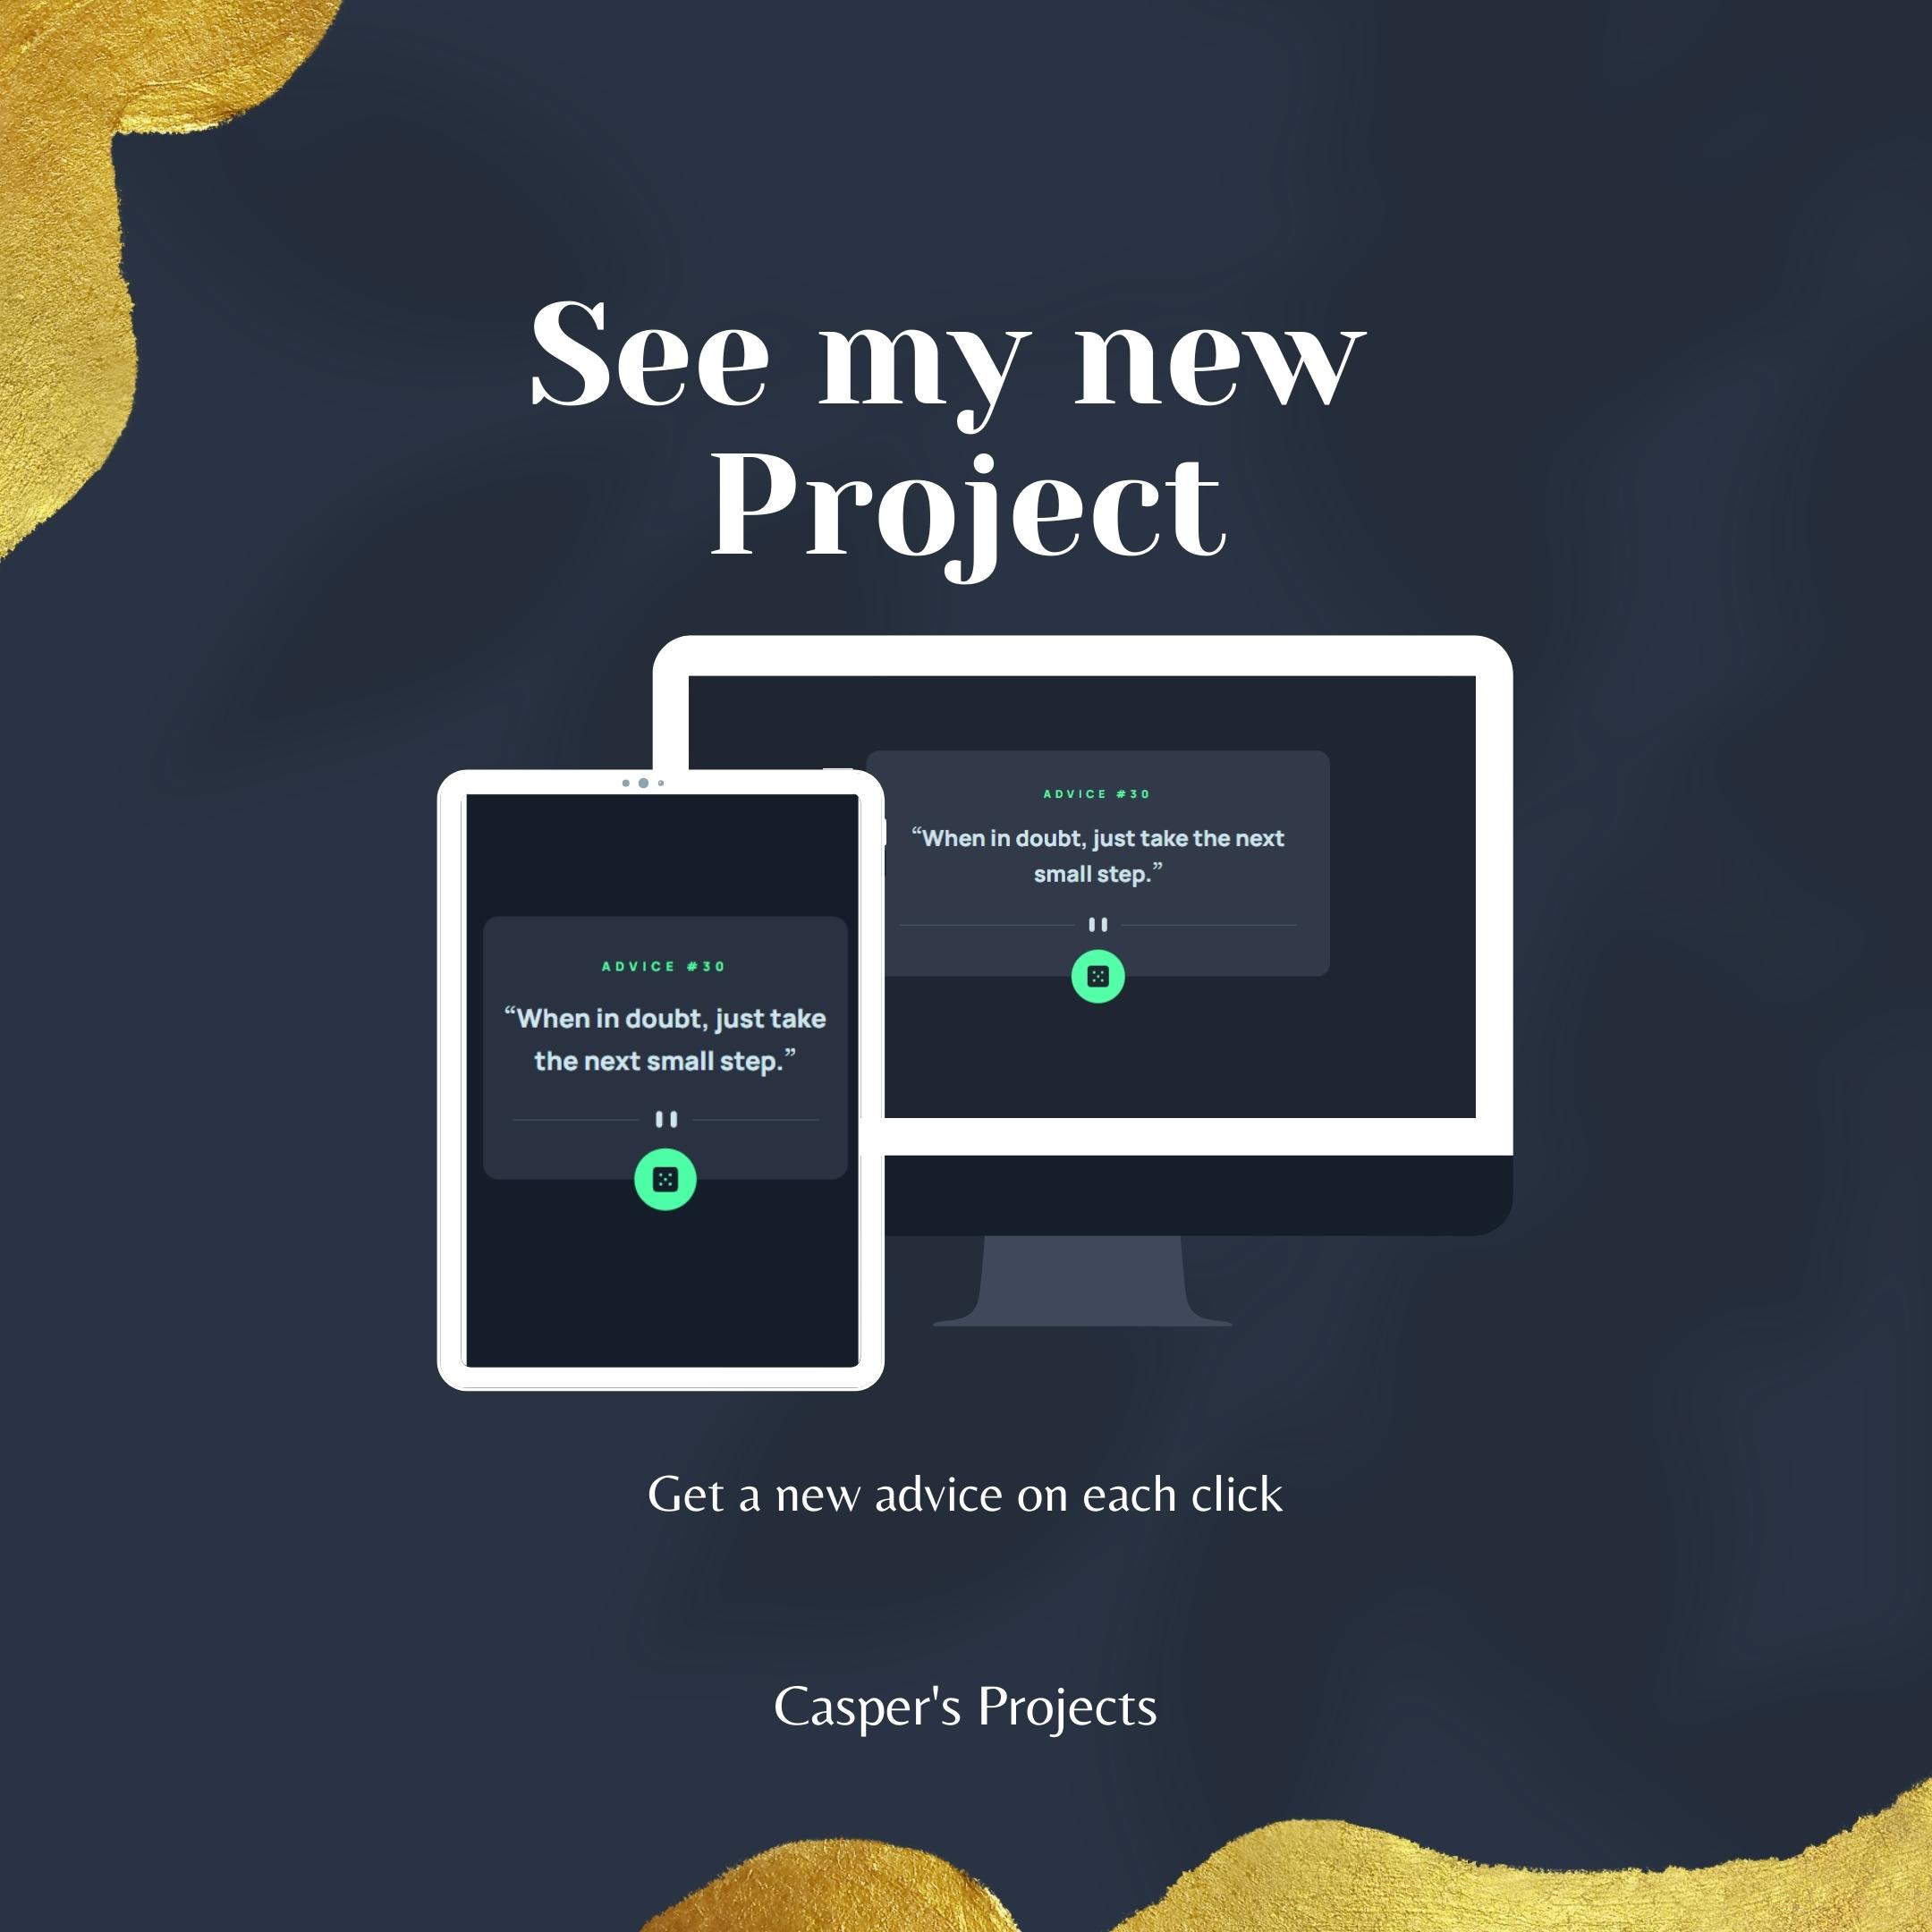 See my new
Project
ADVICE #30
“When in doubt, just take the next
small step.”
ADVICE #30
“When in doubt, just take
the next small step.”
Get a new advice on each click
Casper's Projects